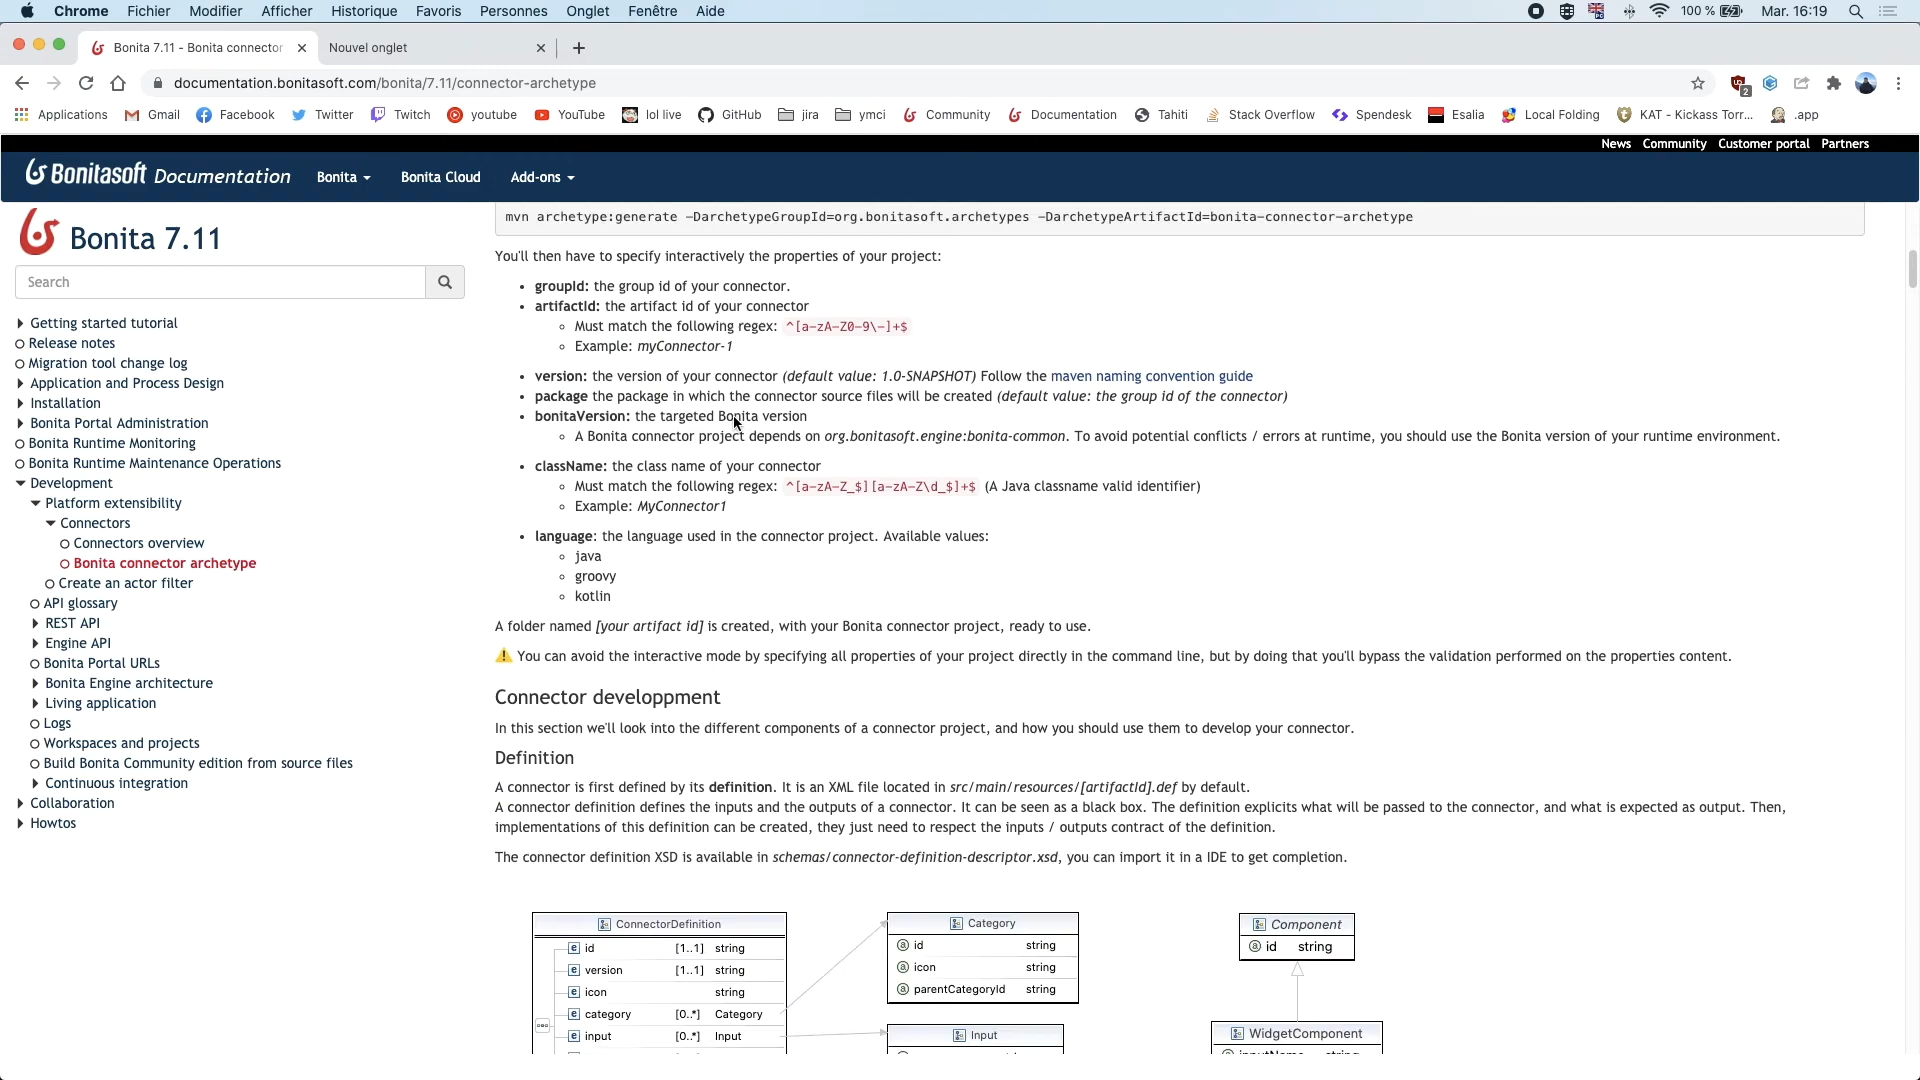 Chrome Fichier Modifier Afficher Historique Favoris Personnes Onglet Fenêtre Aide 100 % Mar. 16:19
Bonita 7.11 - Bonita connector Nouvel onglet
documentation.bonitasoft.com/bonita/7.11/connector-archetype
Applications Gmail Facebook Twitter Twitch youtube YouTube lol live GitHub jira ymci Community Documentation Tahiti Stack Overflow Spendesk Esalia Local Folding KAT - Kickass Torr... .app
News Community Customer portal Partners
Bonitasoft Documentation Bonita Bonita Cloud Add-ons
Bonita 7.11
Search
Getting started tutorial
Release notes
Migration tool change log
Application and Process Design
Installation
Bonita Portal Administration
Bonita Runtime Monitoring
Bonita Runtime Maintenance Operations
Development
Platform extensibility
Connectors
Connectors overview
Bonita connector archetype
Create an actor filter
API glossary
REST API
Engine API
Bonita Portal URLs
Bonita Engine architecture
Living application
Logs
Workspaces and projects
Build Bonita Community edition from source files
Continuous integration
Collaboration
Howtos
mvn archetype:generate -DarchetypeGroupId=org.bonitasoft.archetypes -DarchetypeArtifactId=bonita-connector-archetype
You'll then have to specify interactively the properties of your project:
groupId: the group id of your connector.
artifactId: the artifact id of your connector
Must match the following regex: ^[a-zA-Z0-9\-]+$
Example: myConnector-1
version: the version of your connector (default value: 1.0-SNAPSHOT) Follow the maven naming convention guide
package the package in which the connector source files will be created (default value: the group id of the connector)
bonitaVersion: the targeted Bonita version
A Bonita connector project depends on org.bonitasoft.engine:bonita-common. To avoid potential conflicts / errors at runtime, you should use the Bonita version of your runtime environment.
className: the class name of your connector
Must match the following regex: ^[a-zA-Z_$][a-zA-Z\d_$]+$ (A Java classname valid identifier)
Example: MyConnector1
language: the language used in the connector project. Available values:
java
groovy
kotlin
A folder named [your artifact id] is created, with your Bonita connector project, ready to use.
You can avoid the interactive mode by specifying all properties of your project directly in the command line, but by doing that you'll bypass the validation performed on the properties content.
Connector developpment
In this section we'll look into the different components of a connector project, and how you should use them to develop your connector.
Definition
A connector is first defined by its definition. It is an XML file located in src/main/resources/[artifactId].def by default.
A connector definition defines the inputs and the outputs of a connector. It can be seen as a black box. The definition explicits what will be passed to the connector, and what is expected as output. Then,
implementations of this definition can be created, they just need to respect the inputs / outputs contract of the definition.
The connector definition XSD is available in schemas/connector-definition-descriptor.xsd, you can import it in a IDE to get completion.
ConnectorDefinition
id [1..1] string
version [1..1] string
icon string
category [0..*] Category
input [0..*] Input
Category
id string
icon string
parentCategoryId string
Input
Component
id string
WidgetComponent